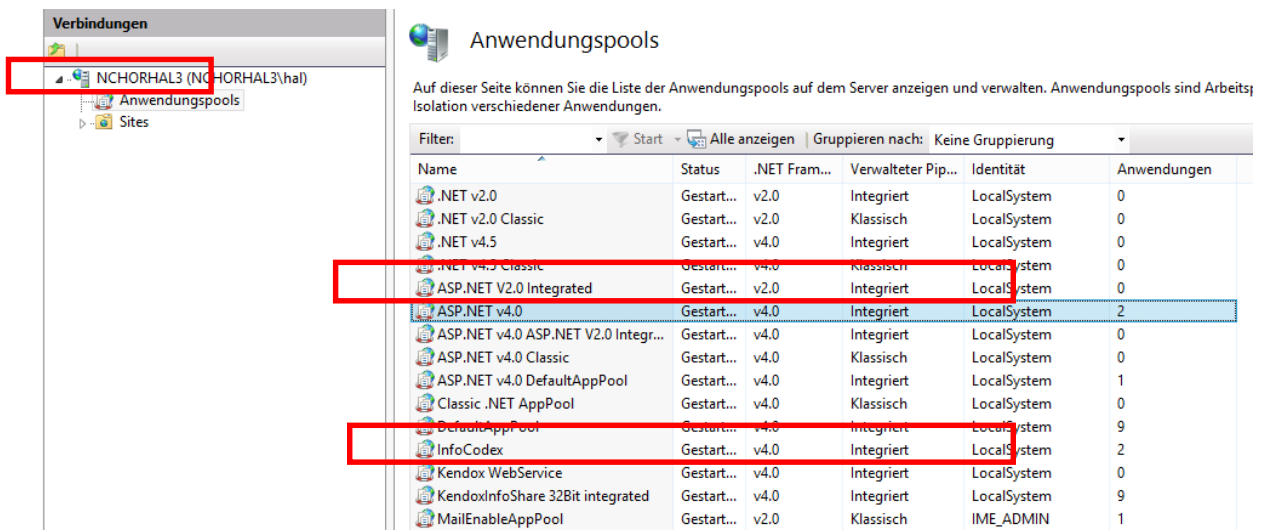 Verbindungen
NCHORHAL3 (NCHORHAL3\hal)
Anwendungspools
Sites
Anwendungspools
Auf dieser Seite können Sie die Liste der Anwendungspools auf dem Server anzeigen und verwalten. Anwendungspools sind Arbeitsp
Isolation verschiedener Anwendungen.
Filter: Start Alle anzeigen Gruppieren nach: Keine Gruppierung
Name Status .NET Fram... Verwalteter Pip... Identität Anwendungen
.NET v2.0 Gestart... v2.0 Integriert LocalSystem 0
.NET v2.0 Classic Gestart... v2.0 Klassisch LocalSystem 0
.NET v4.5 Gestart... v4.0 Integriert LocalSystem 0
.NET v4.5 Classic Gestart... v4.0 Klassisch LocalSystem 0
ASP.NET V2.0 Integrated Gestart... v2.0 Integriert LocalSystem 0
ASP.NET v4.0 Gestart... v4.0 Integriert LocalSystem 2
ASP.NET v4.0 ASP.NET V2.0 Integr... Gestart... v4.0 Integriert LocalSystem 0
ASP.NET v4.0 Classic Gestart... v4.0 Klassisch LocalSystem 0
ASP.NET v4.0 DefaultAppPool Gestart... v4.0 Integriert LocalSystem 1
Classic .NET AppPool Gestart... v4.0 Klassisch LocalSystem 0
DefaultAppPool Gestart... v4.0 Integriert LocalSystem 9
InfoCodex Gestart... v4.0 Integriert LocalSystem 2
Kendox WebService Gestart... v4.0 Integriert LocalSystem 0
KendoxInfoShare 32Bit integrated Gestart... v4.0 Integriert LocalSystem 9
MailEnableAppPool Gestart... v2.0 Klassisch IME_ADMIN 1